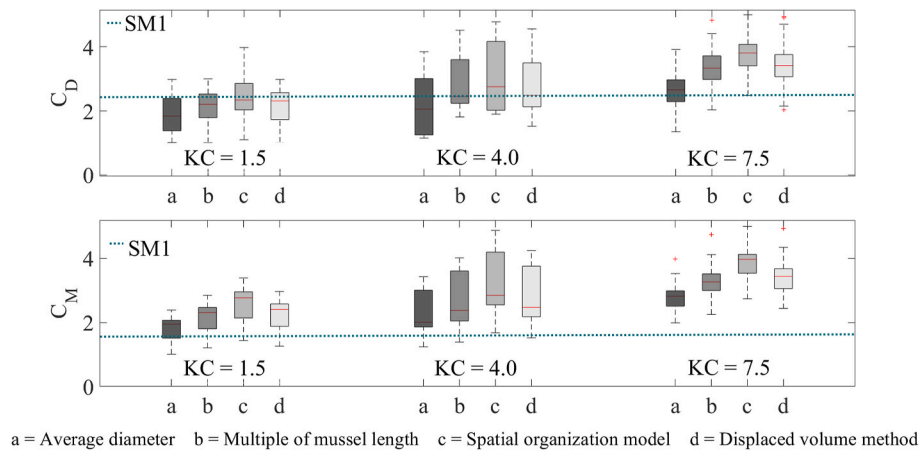 SM1
4
2
0
C_D
KC = 1.5 KC = 4.0 KC = 7.5
a b c d a b c d a b c d
SM1
4
2
0
C_M
KC = 1.5 KC = 4.0 KC = 7.5
a b c d a b c d a b c d
a = Average diameter b = Multiple of mussel length c = Spatial organization model d = Displaced volume method